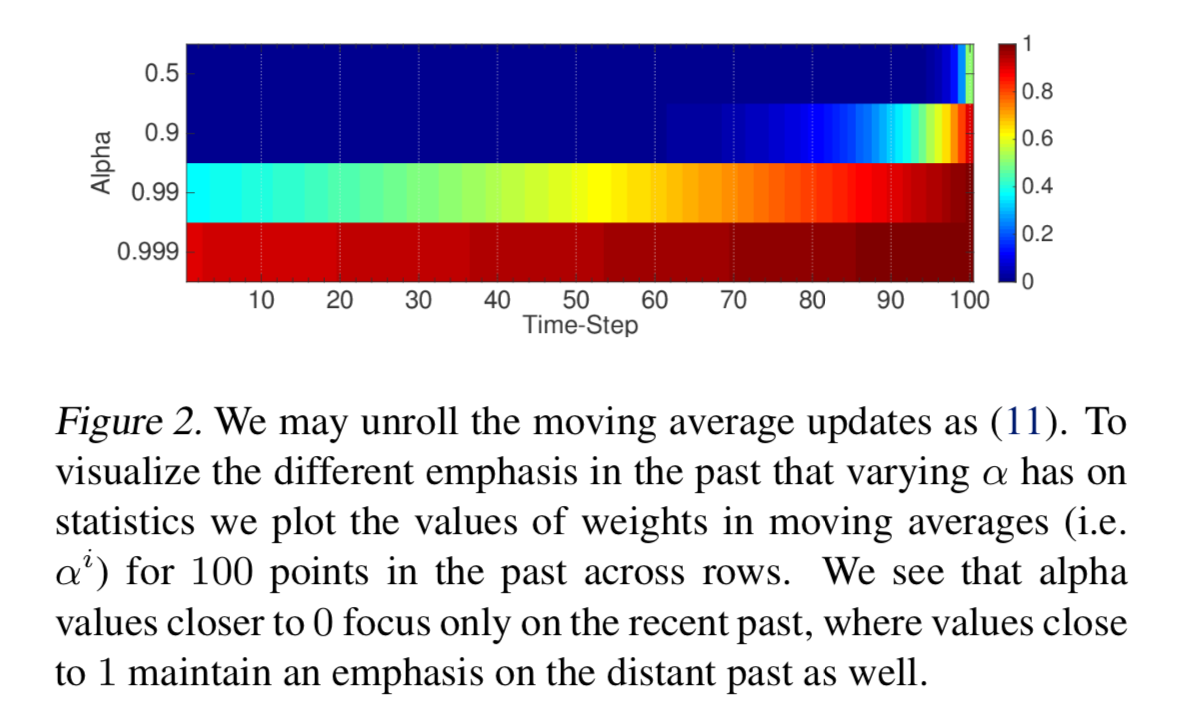 1
0.5
0.8
0.9
0.6
Alpha
0.99
0.4
0.999
0.2
0
10 20 30 40 50 60 70 80 90 100
Time-Step
Figure 2. We may unroll the moving average updates as (11). To
visualize the different emphasis in the past that varying α has on
statistics we plot the values of weights in moving averages (i.e.
αⁱ) for 100 points in the past across rows. We see that alpha
values closer to 0 focus only on the recent past, where values close
to 1 maintain an emphasis on the distant past as well.